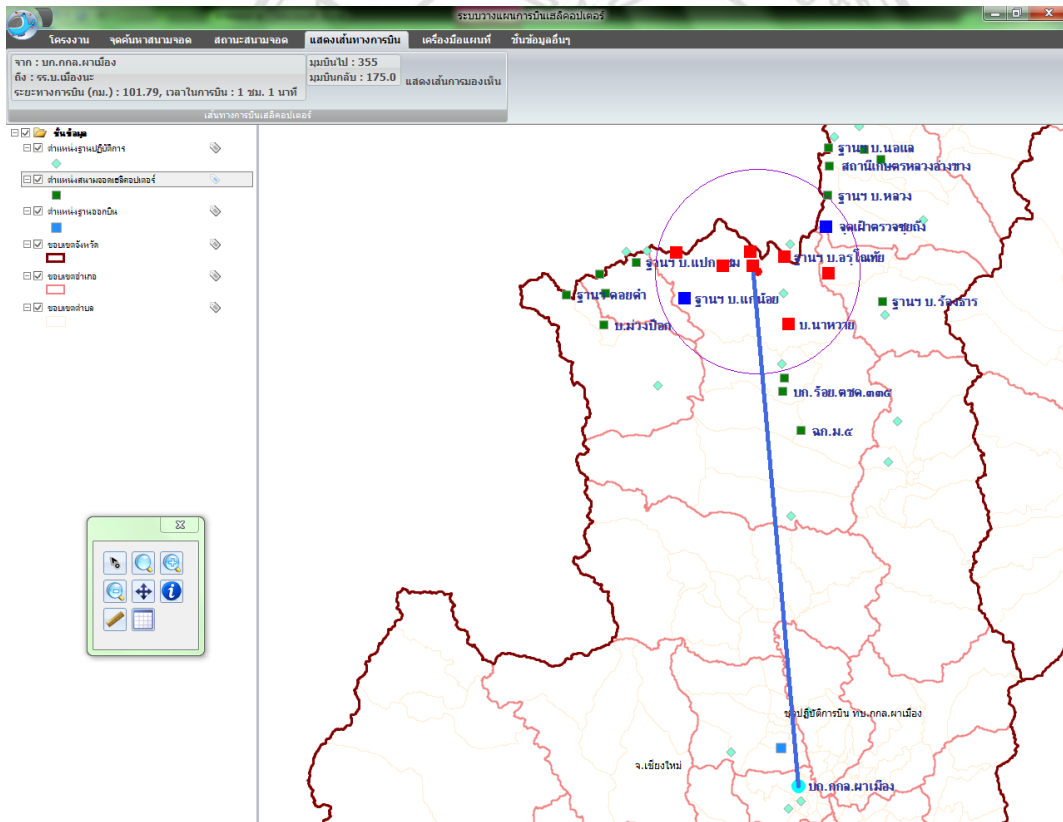 ระบบวางแผนการบินเฮลิคอปเตอร์
โครงงาน จุดค้นหาสนามจอด สถานะสนามจอด แสดงเส้นทางการบิน เครื่องมือแผนที่ ชั้นข้อมูลอื่นๆ
จาก : บก.กกล.ผาเมือง
ถึง : รร.บ.เมืองนะ
ระยะทางการบิน (กม.) : 101.79, เวลาในการบิน : 1 ชม. 1 นาที
มุมบินไป : 355
มุมบินกลับ : 175.0
แสดงเส้นการมองเห็น
เส้นทางการบินเฮลิคอปเตอร์
ชั้นข้อมูล
ตำแหน่งฐานปฏิบัติการ
ตำแหน่งสนามจอดเฮลิคอปเตอร์
ตำแหน่งฐานออกบิน
ขอบเขตจังหวัด
ขอบเขตอำเภอ
ขอบเขตตำบล
ฐานฯ บ.นอแล
สถานีเกษตรหลวงอ่างขาง
ฐานฯ บ.หลวง
จุดเฝ้าตรวจซุยถัง
ฐานฯ บ.แปก
ฐานฯ บ.อรุโณทัย
ฐานฯ ดอยดำ
ฐานฯ บ.แกน้อย
ฐานฯ บ.ร้องธาร
บ.ม่วงป๊อก
บ.นาหวาย
บก.ร้อย.ตชด.๓๓๕
ฉก.ม.๕
ชุดปฏิบัติการบิน ทบ.กกล.ผาเมือง
จ.เชียงใหม่
บก.กกล.ผาเมือง